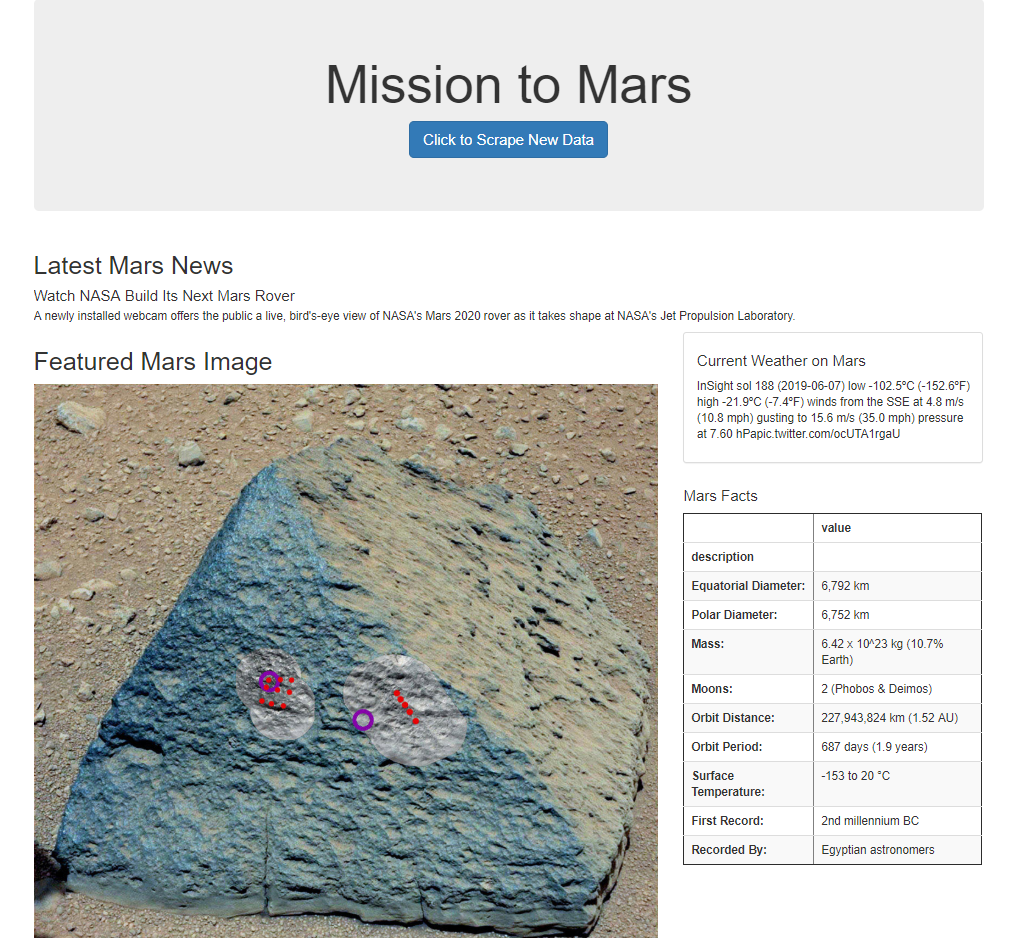 Mission to Mars
Click to Scrape New Data
Latest Mars News
Watch NASA Build Its Next Mars Rover
A newly installed webcam offers the public a live, bird's-eye view of NASA's Mars 2020 rover as it takes shape at NASA's Jet Propulsion Laboratory.
Featured Mars Image
Current Weather on Mars
InSight sol 188 (2019-06-07) low -102.5ºC (-152.6ºF)
high -21.9ºC (-7.4ºF) winds from the SSE at 4.8 m/s
(10.8 mph) gusting to 15.6 m/s (35.0 mph) pressure
at 7.60 hPapic.twitter.com/ocUTA1rgaU
Mars Facts
value
description
Equatorial Diameter: 6,792 km
Polar Diameter: 6,752 km
Mass: 6.42 x 10^23 kg (10.7%
Earth)
Moons: 2 (Phobos & Deimos)
Orbit Distance: 227,943,824 km (1.52 AU)
Orbit Period: 687 days (1.9 years)
Surface -153 to 20 °C
Temperature:
First Record: 2nd millennium BC
Recorded By: Egyptian astronomers